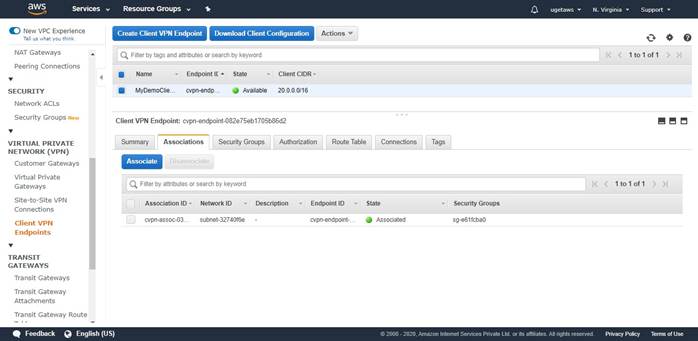 aws
Services
Resource Groups
ugetaws
N. Virginia
Support
New VPC Experience
Tell us what you think
NAT Gateways
Peering Connections
SECURITY
Network ACLs
Security Groups New
VIRTUAL PRIVATE
NETWORK (VPN)
Customer Gateways
Virtual Private
Gateways
Site-to-Site VPN
Connections
Client VPN
Endpoints
TRANSIT
GATEWAYS
Transit Gateways
Transit Gateway
Attachments
Transit Gateway Route
Create Client VPN Endpoint
Download Client Configuration
Actions
Filter by tags and attributes or search by keyword
1 to 1 of 1
Name
Endpoint ID
State
Client CIDR
MyDemoClie...
cvpn-endp...
Available
20.0.0.0/16
Client VPN Endpoint: cvpn-endpoint-082e75eb1705b86d2
Summary
Associations
Security Groups
Authorization
Route Table
Connections
Tags
Associate
Disassociate
Filter by attributes or search by keyword
1 to 1 of 1
Association ID
Network ID
Description
Endpoint ID
State
Security Groups
cvpn-assoc-03...
subnet-32740f6e
-
cvpn-endpoint-...
Associated
sg-e61fcba0
Feedback
English (US)
© 2008 - 2020, Amazon Internet Services Private Ltd. or its affiliates. All rights reserved.
Privacy Policy
Terms of Use